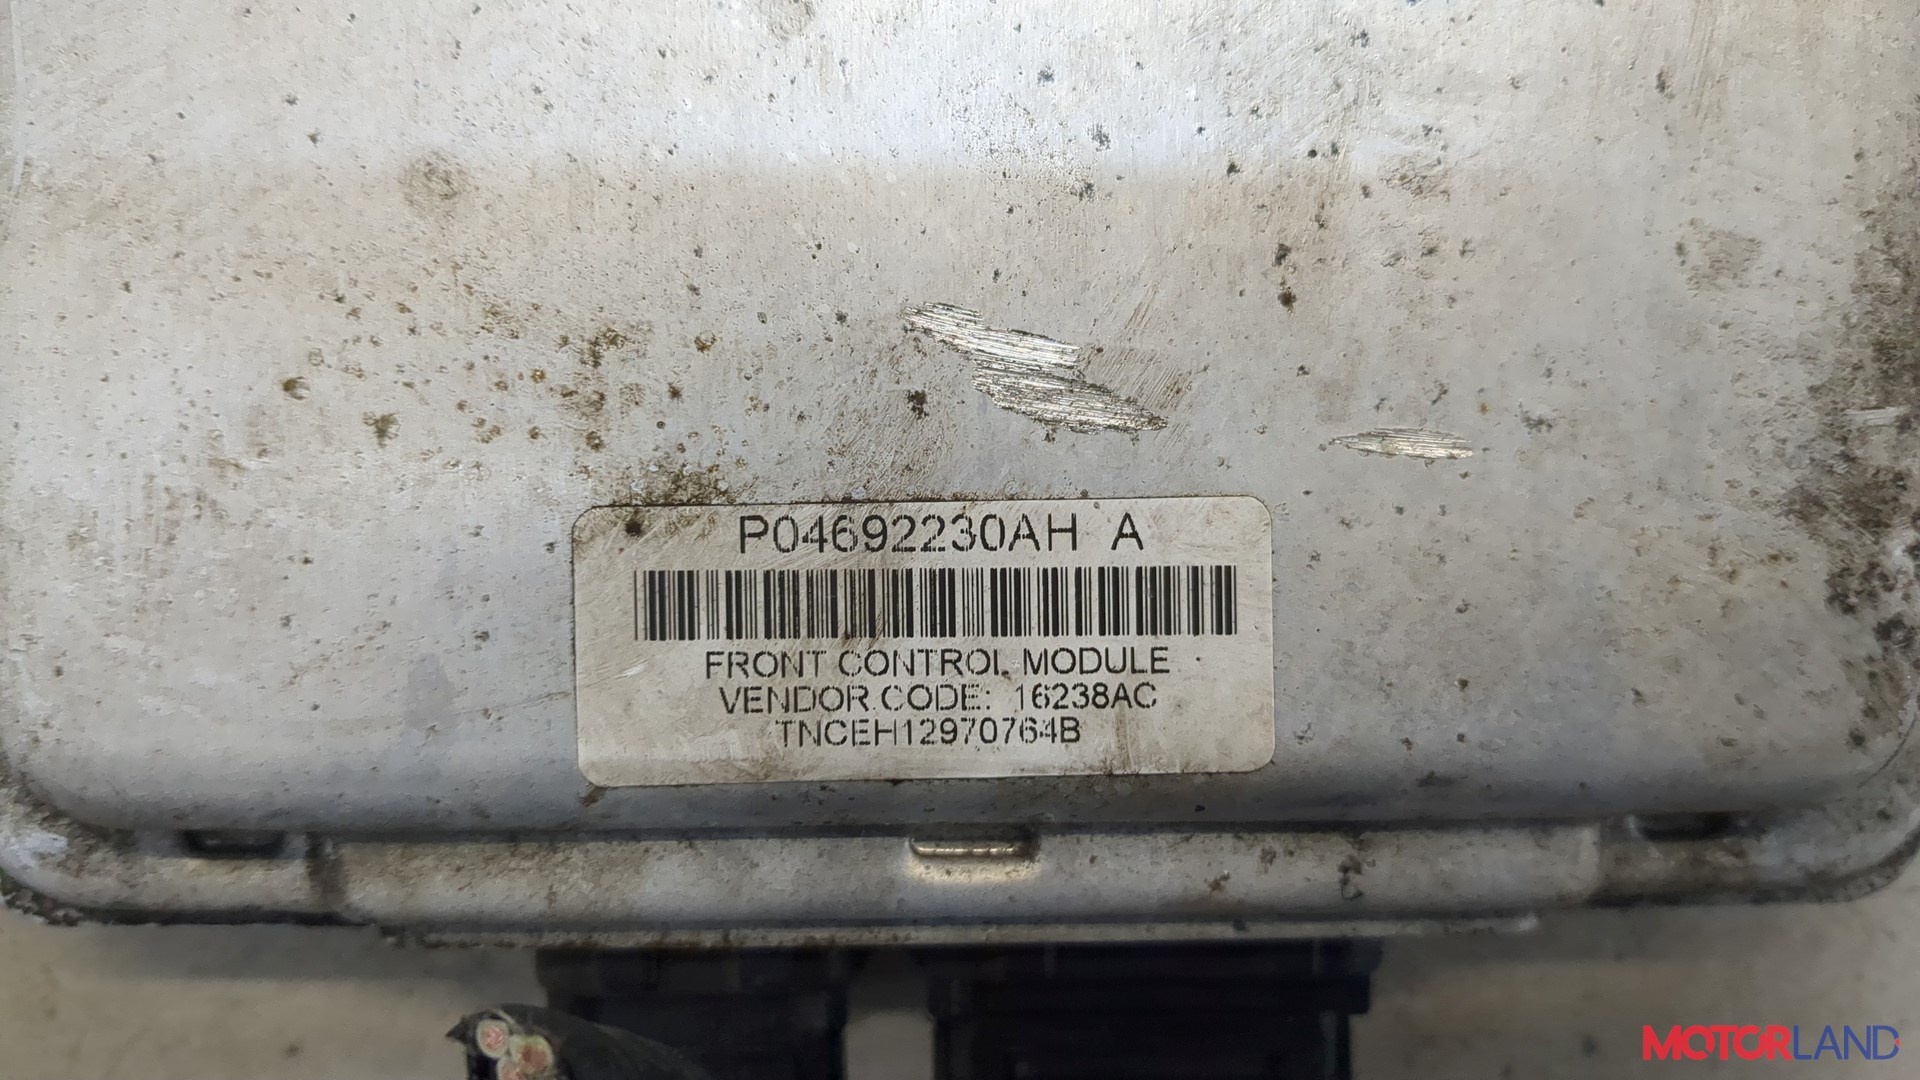 P04692230AH A
FRONT CONTROL MODULE
VENDOR CODE: 16238AC
TNCEH12970764B
MOTORLAND